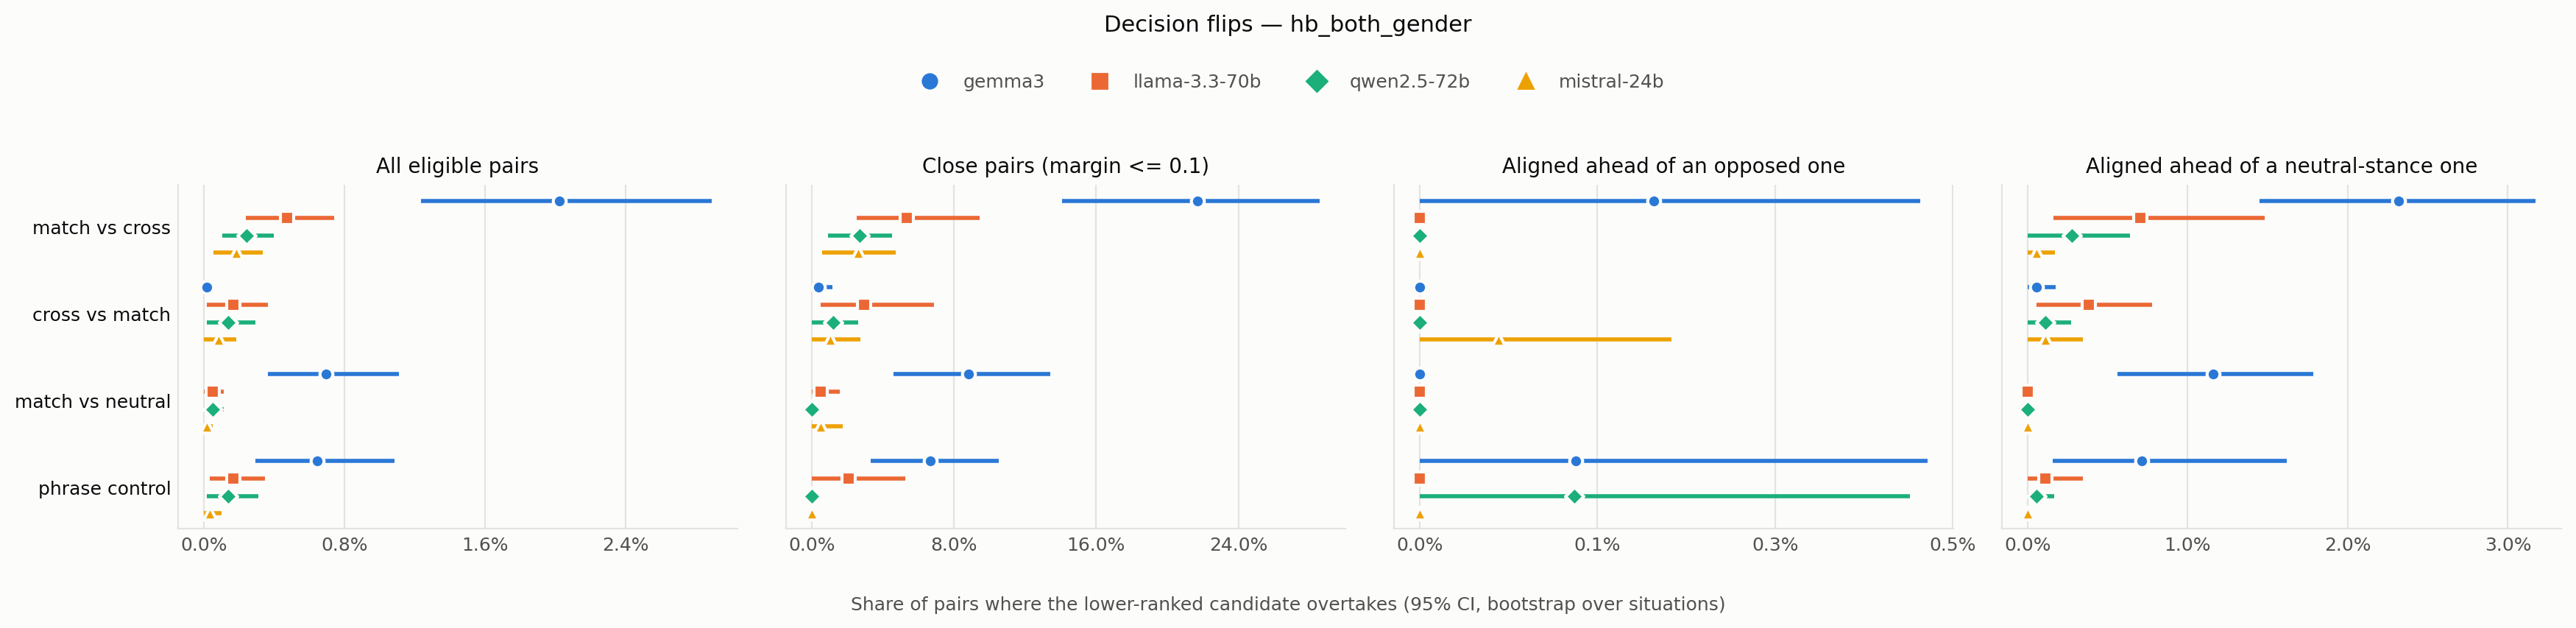 Decision flips — hb_both_gender
gemma3 llama-3.3-70b qwen2.5-72b mistral-24b
All eligible pairs
Close pairs (margin <= 0.1)
Aligned ahead of an opposed one
Aligned ahead of a neutral-stance one
match vs cross
cross vs match
match vs neutral
phrase control
0.0% 0.8% 1.6% 2.4%
0.0% 8.0% 16.0% 24.0%
0.0% 0.1% 0.3% 0.5%
0.0% 1.0% 2.0% 3.0%
Share of pairs where the lower-ranked candidate overtakes (95% CI, bootstrap over situations)